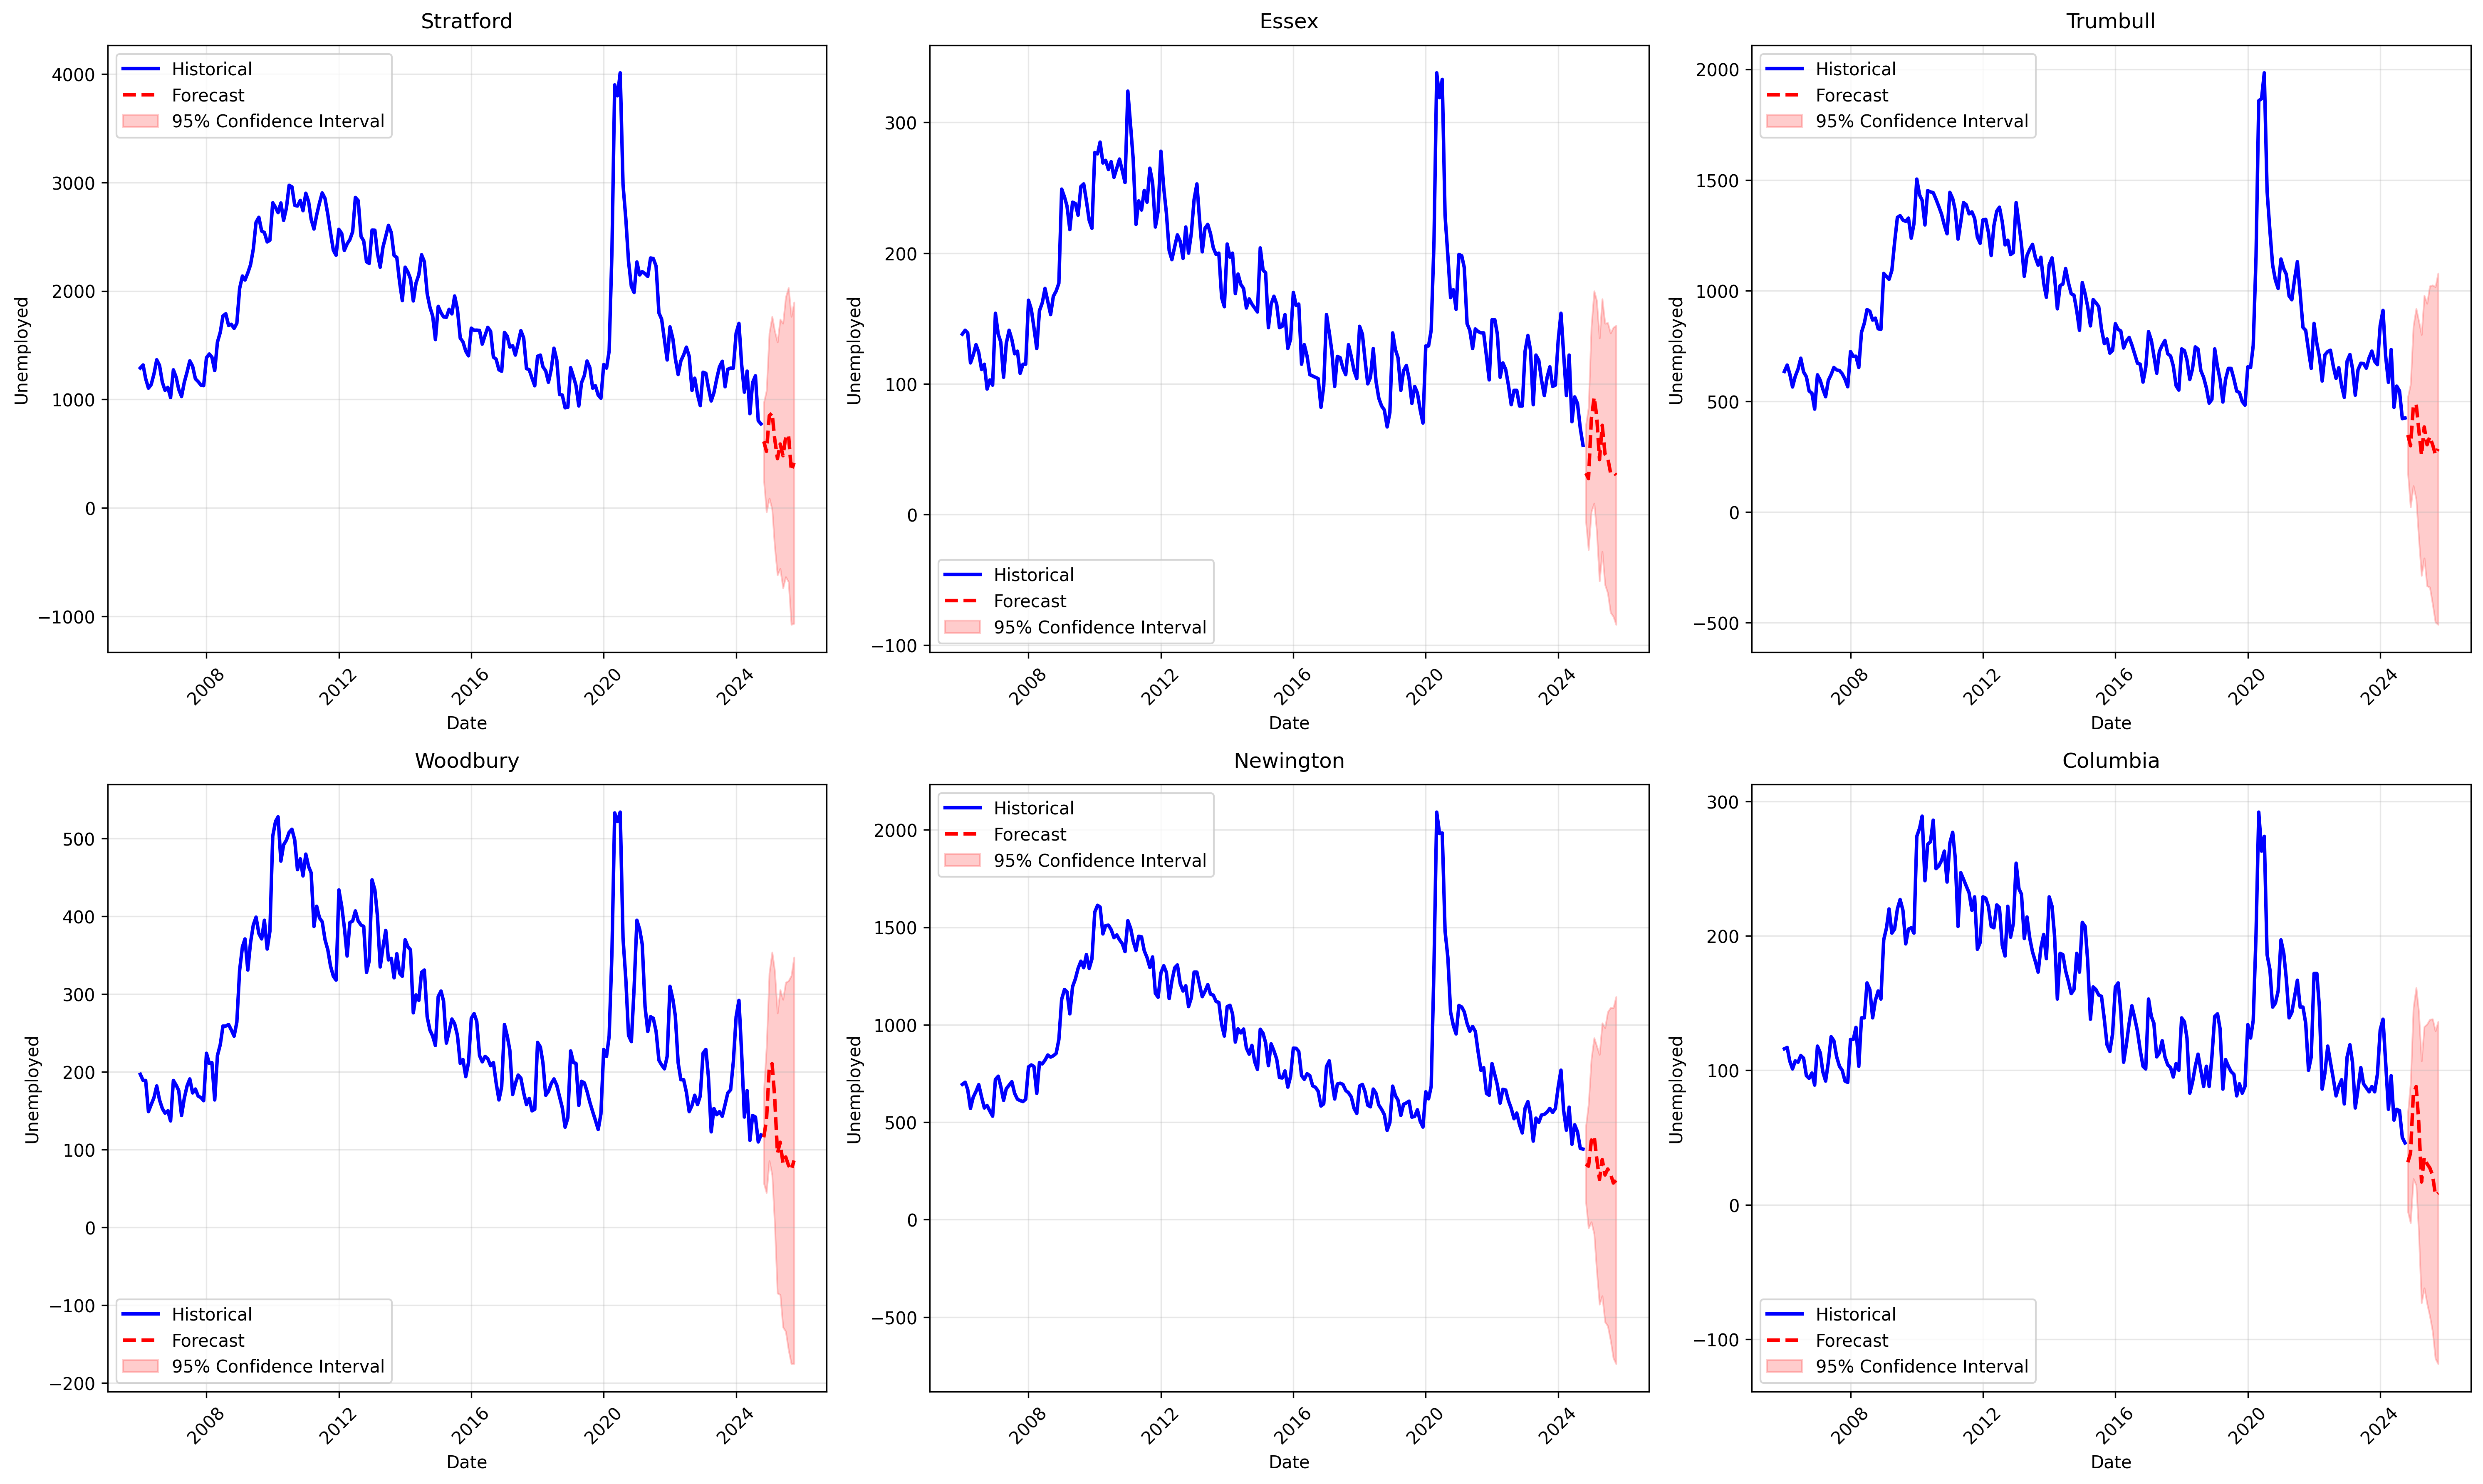 Stratford
Unemployed
4000
3000
2000
1000
0
−1000
Historical
Forecast
95% Confidence Interval
2008
2012
2016
2020
2024
Date
Essex
Unemployed
300
200
100
0
−100
Historical
Forecast
95% Confidence Interval
2008
2012
2016
2020
2024
Date
Trumbull
Unemployed
2000
1500
1000
500
0
−500
Historical
Forecast
95% Confidence Interval
2008
2012
2016
2020
2024
Date
Woodbury
Unemployed
500
400
300
200
100
0
−100
−200
Historical
Forecast
95% Confidence Interval
2008
2012
2016
2020
2024
Date
Newington
Unemployed
2000
1500
1000
500
0
−500
Historical
Forecast
95% Confidence Interval
2008
2012
2016
2020
2024
Date
Columbia
Unemployed
300
200
100
0
−100
Historical
Forecast
95% Confidence Interval
2008
2012
2016
2020
2024
Date